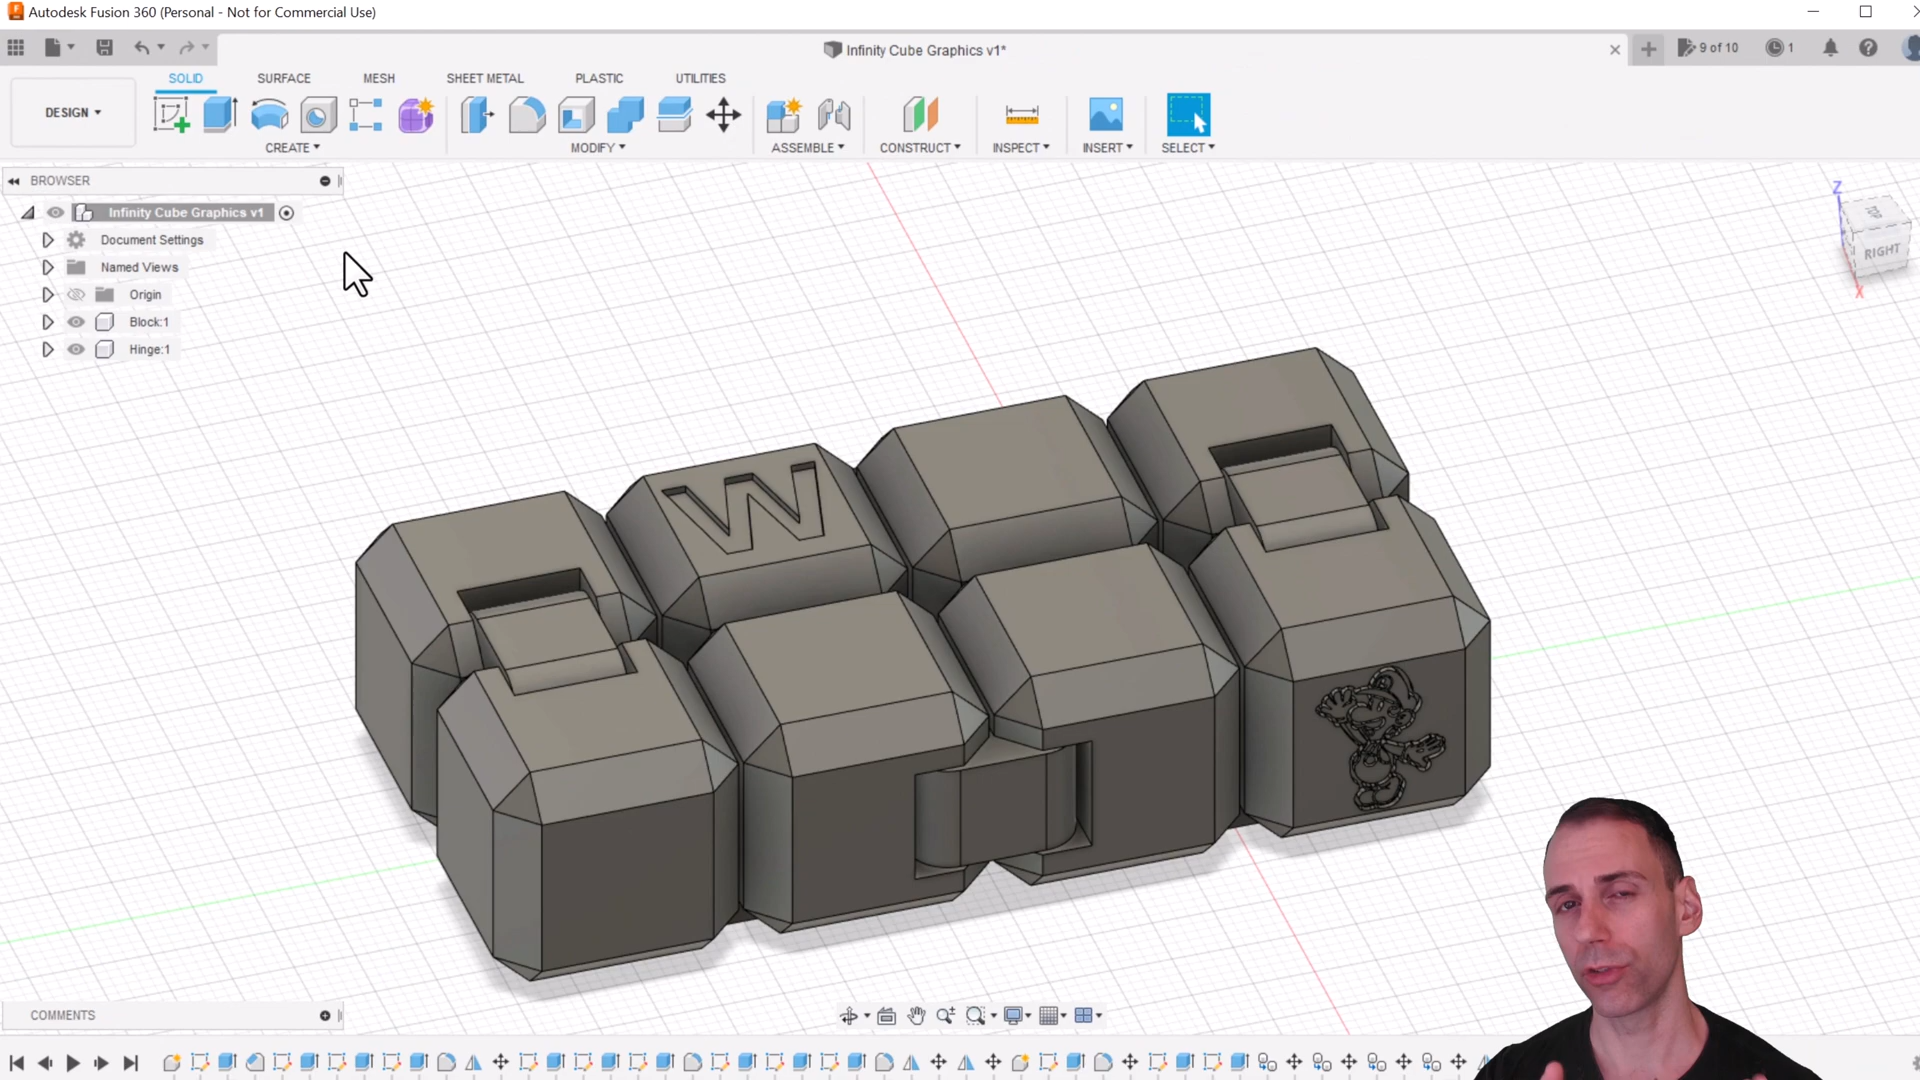 Autodesk Fusion 360 (Personal - Not for Commercial Use)
Infinity Cube Graphics v1*
9 of 10
1
SOLID SURFACE MESH SHEET METAL PLASTIC UTILITIES
DESIGN
CREATE MODIFY ASSEMBLE CONSTRUCT INSPECT INSERT SELECT
BROWSER
Infinity Cube Graphics v1
Document Settings
Named Views
Origin
Block:1
Hinge:1
Z
TOP
RIGHT
X
W
COMMENTS